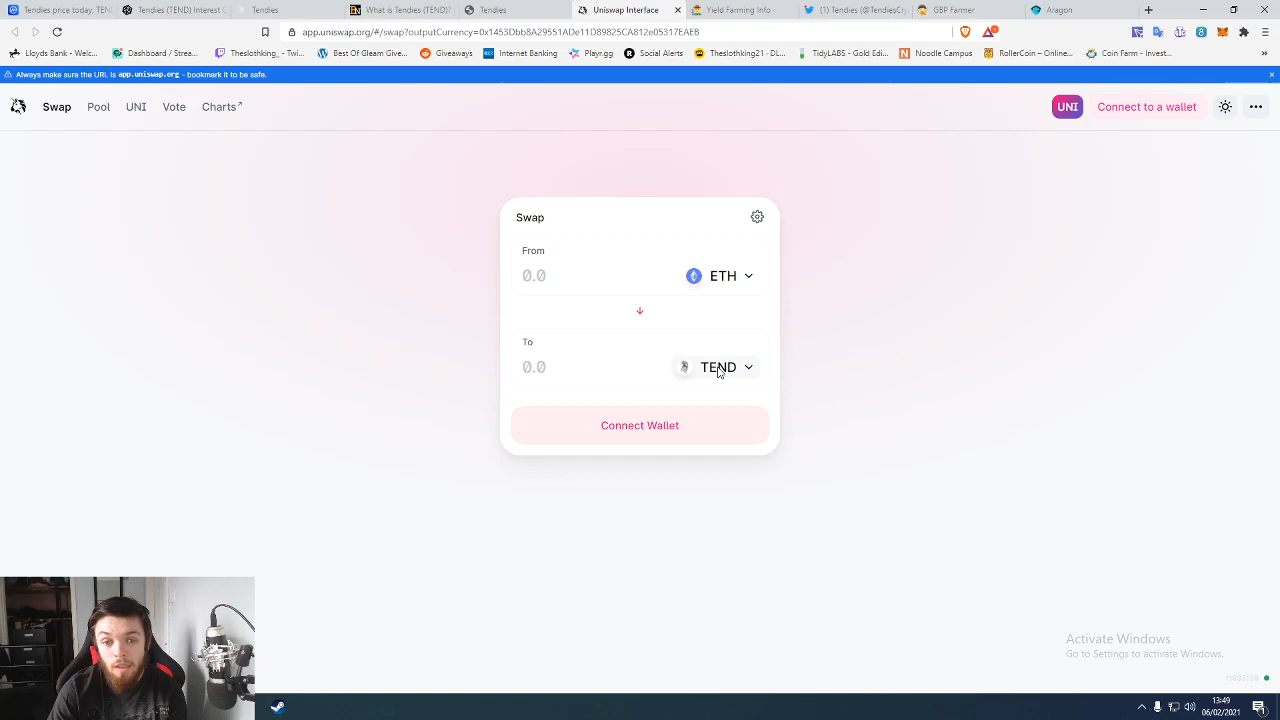 Tendies price today, TEND
Tendies (TEND) Interest C
Tendies
What is Tendies (TEND)?
Tendies
Uniswap Interface
Yield Farming Info
(1) Tendies (@TendiesCry
GBP Farmer
Aragon
app.uniswap.org/#/swap?outputCurrency=0x1453Dbb8A29551ADe11D89825CA812e05317EAEB
Lloyds Bank - Welc...
Dashboard / Strea...
Theslothking - Twi...
Best Of Gleam Give...
Giveaways
Internet Banking
Playr.gg
Social Alerts
Theslothking21 - DL...
TidyLABS - Gold Edi...
Noodle Campus
RollerCoin – Online...
Coin Farm - Invest...
Always make sure the URL is app.uniswap.org - bookmark it to be safe.
Swap
Pool
UNI
Vote
Charts↗
UNI
Connect to a wallet
Swap
From
0.0
ETH
To
0.0
TEND
Connect Wallet
Activate Windows
Go to Settings to activate Windows.
13:49
06/02/2021